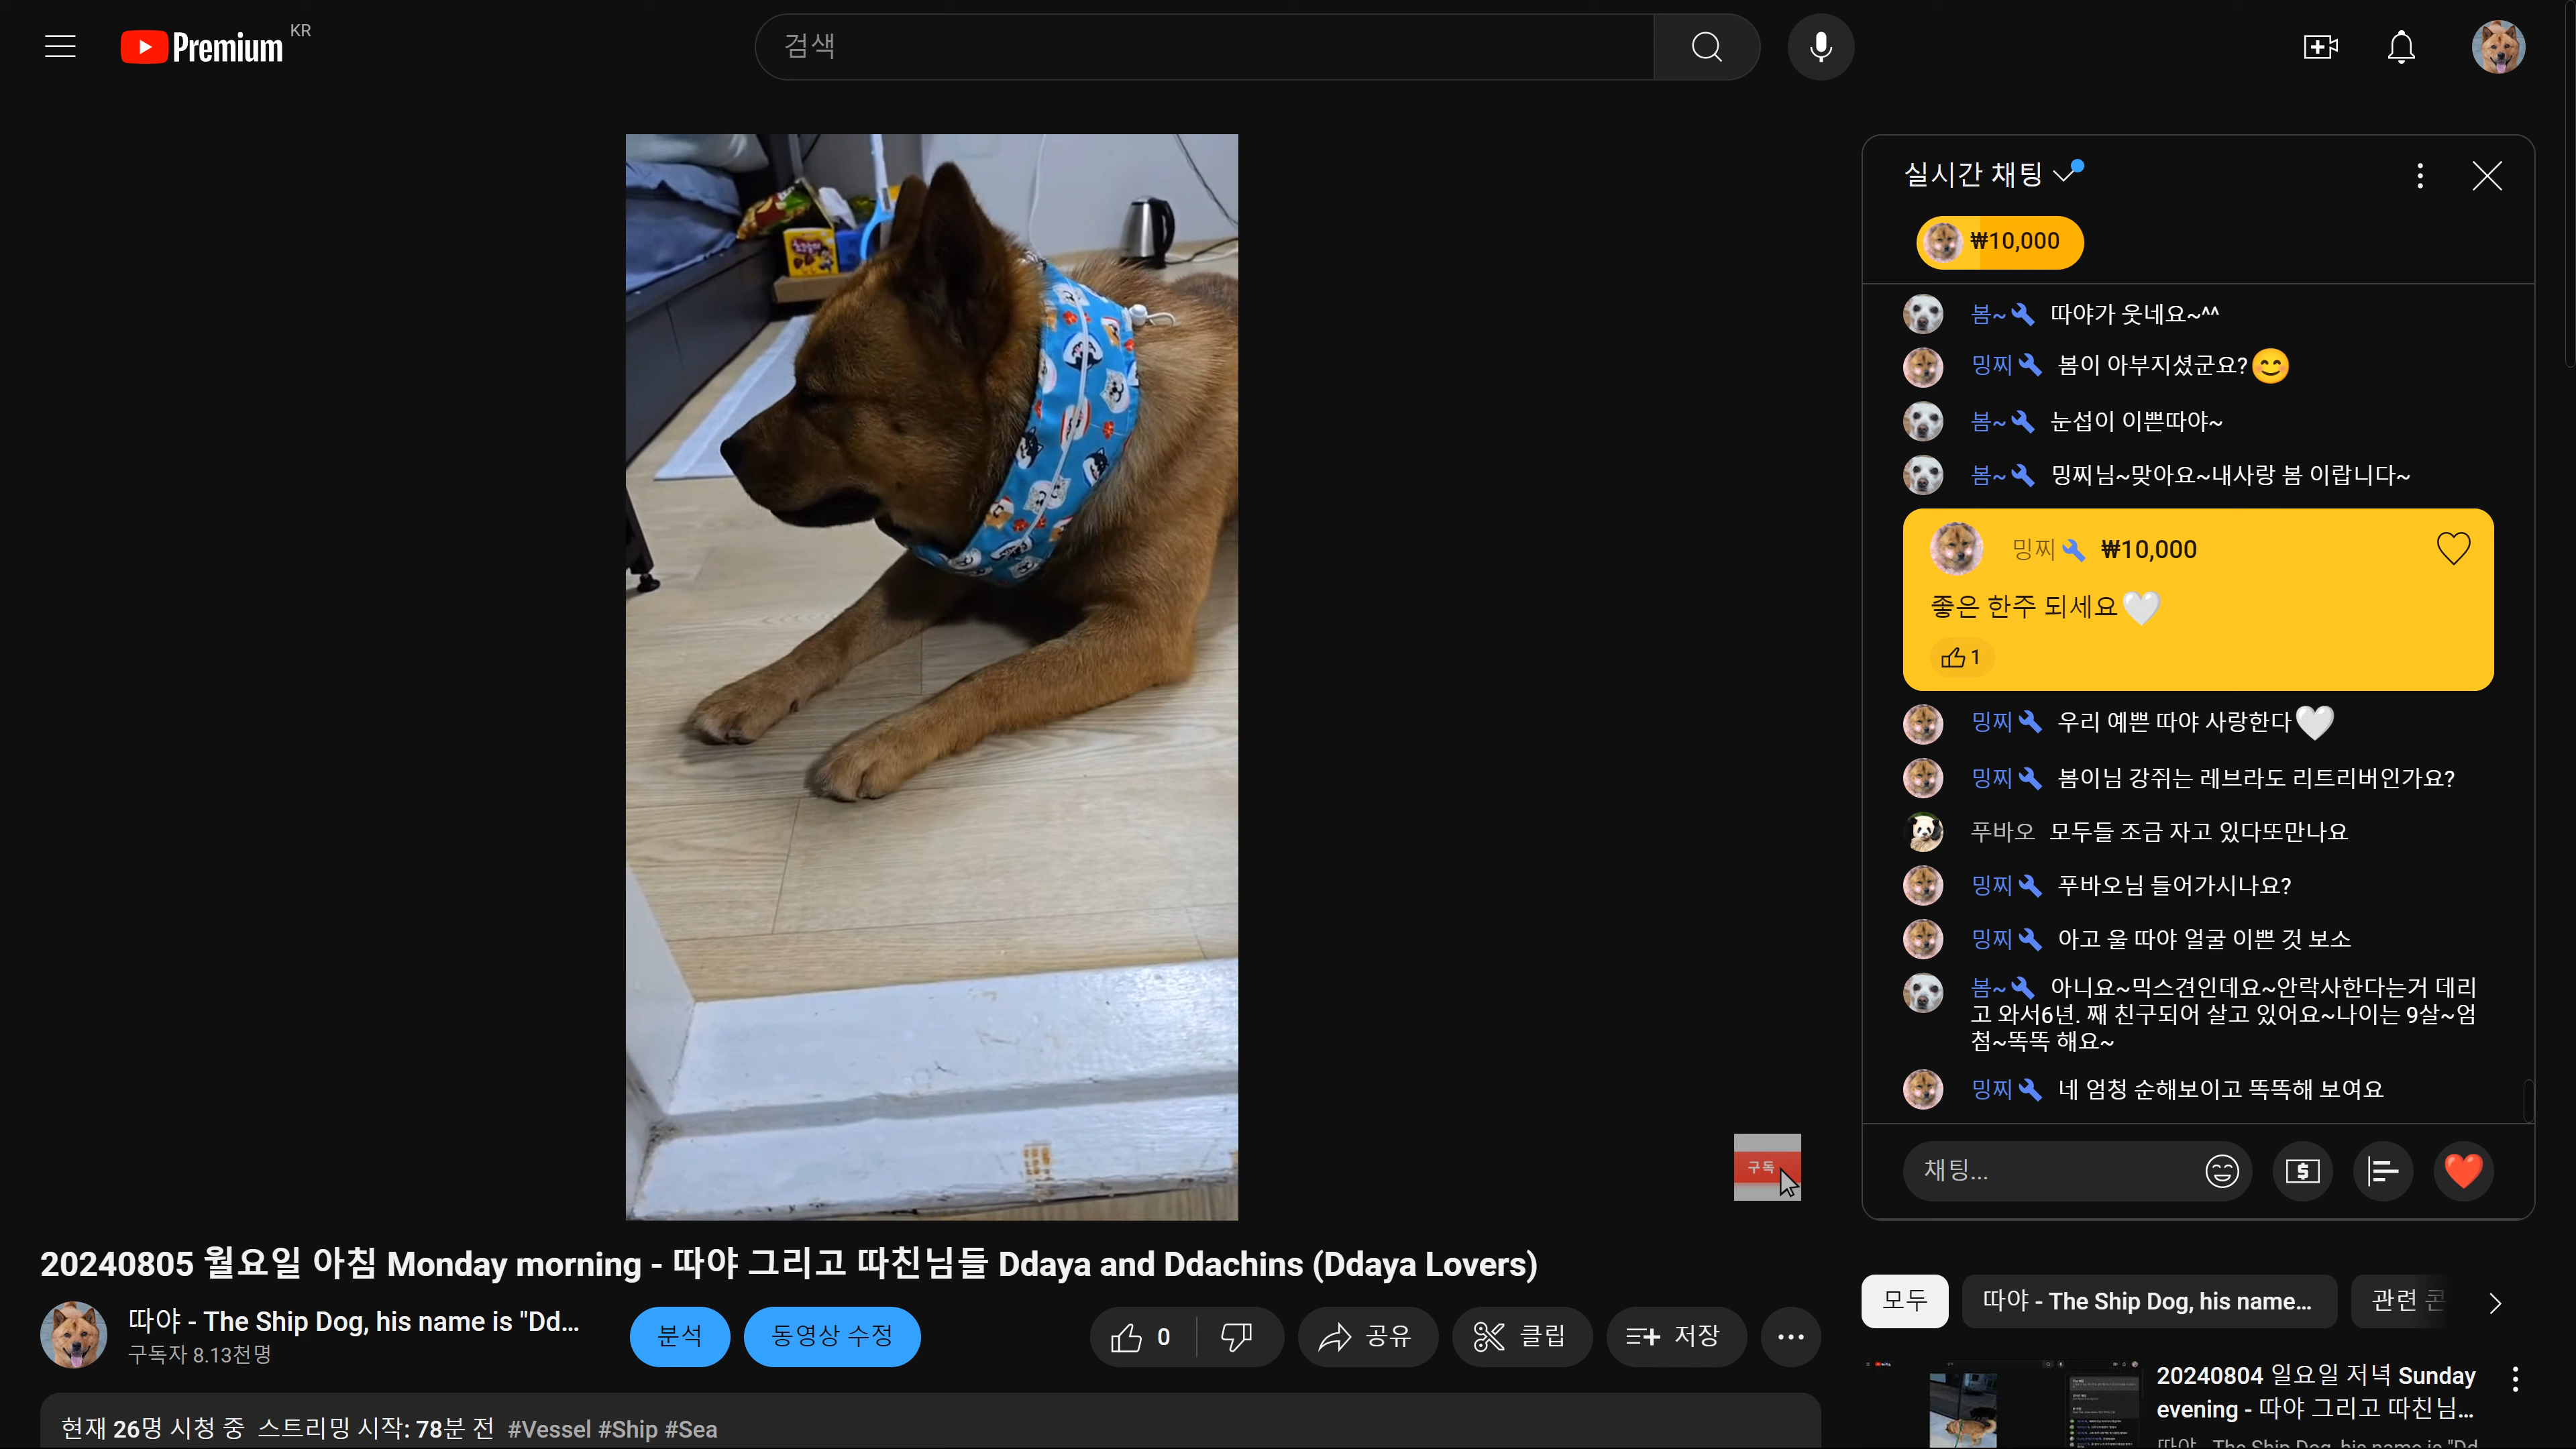 Premium KR
검색
실시간 채팅
₩10,000
봄~ 따야가 웃네요~^^
밍찌 봄이 아부지셨군요?😊
봄~ 눈섭이 이쁜따야~
봄~ 밍찌님~맞아요~내사랑 봄 이랍니다~
밍찌 ₩10,000
좋은 한주 되세요🤍
1
밍찌 우리 예쁜 따야 사랑한다🤍
밍찌 봄이님 강쥐는 레브라도 리트리버인가요?
푸바오 모두들 조금 자고 있다또만나요
밍찌 푸바오님 들어가시나요?
밍찌 아고 울 따야 얼굴 이쁜 것 보소
봄~ 아니요~믹스견인데요~안락사한다는거 데리
고 와서6년. 째 친구되어 살고 있어요~나이는 9살~엄
첨~똑똑 해요~
밍찌 네 엄청 순해보이고 똑똑해 보여요
채팅...
구독
20240805 월요일 아침 Monday morning - 따야 그리고 따친님들 Ddaya and Ddachins (Ddaya Lovers)
따야 - The Ship Dog, his name is "Dd...
구독자 8.13천명
분석
동영상 수정
0
공유
클립
저장
현재 26명 시청 중 스트리밍 시작: 78분 전 #Vessel #Ship #Sea
모두
따야 - The Ship Dog, his name...
관련
20240804 일요일 저녁 Sunday
evening - 따야 그리고 따친님...
따야 - The Ship Dog, his name is "Dd